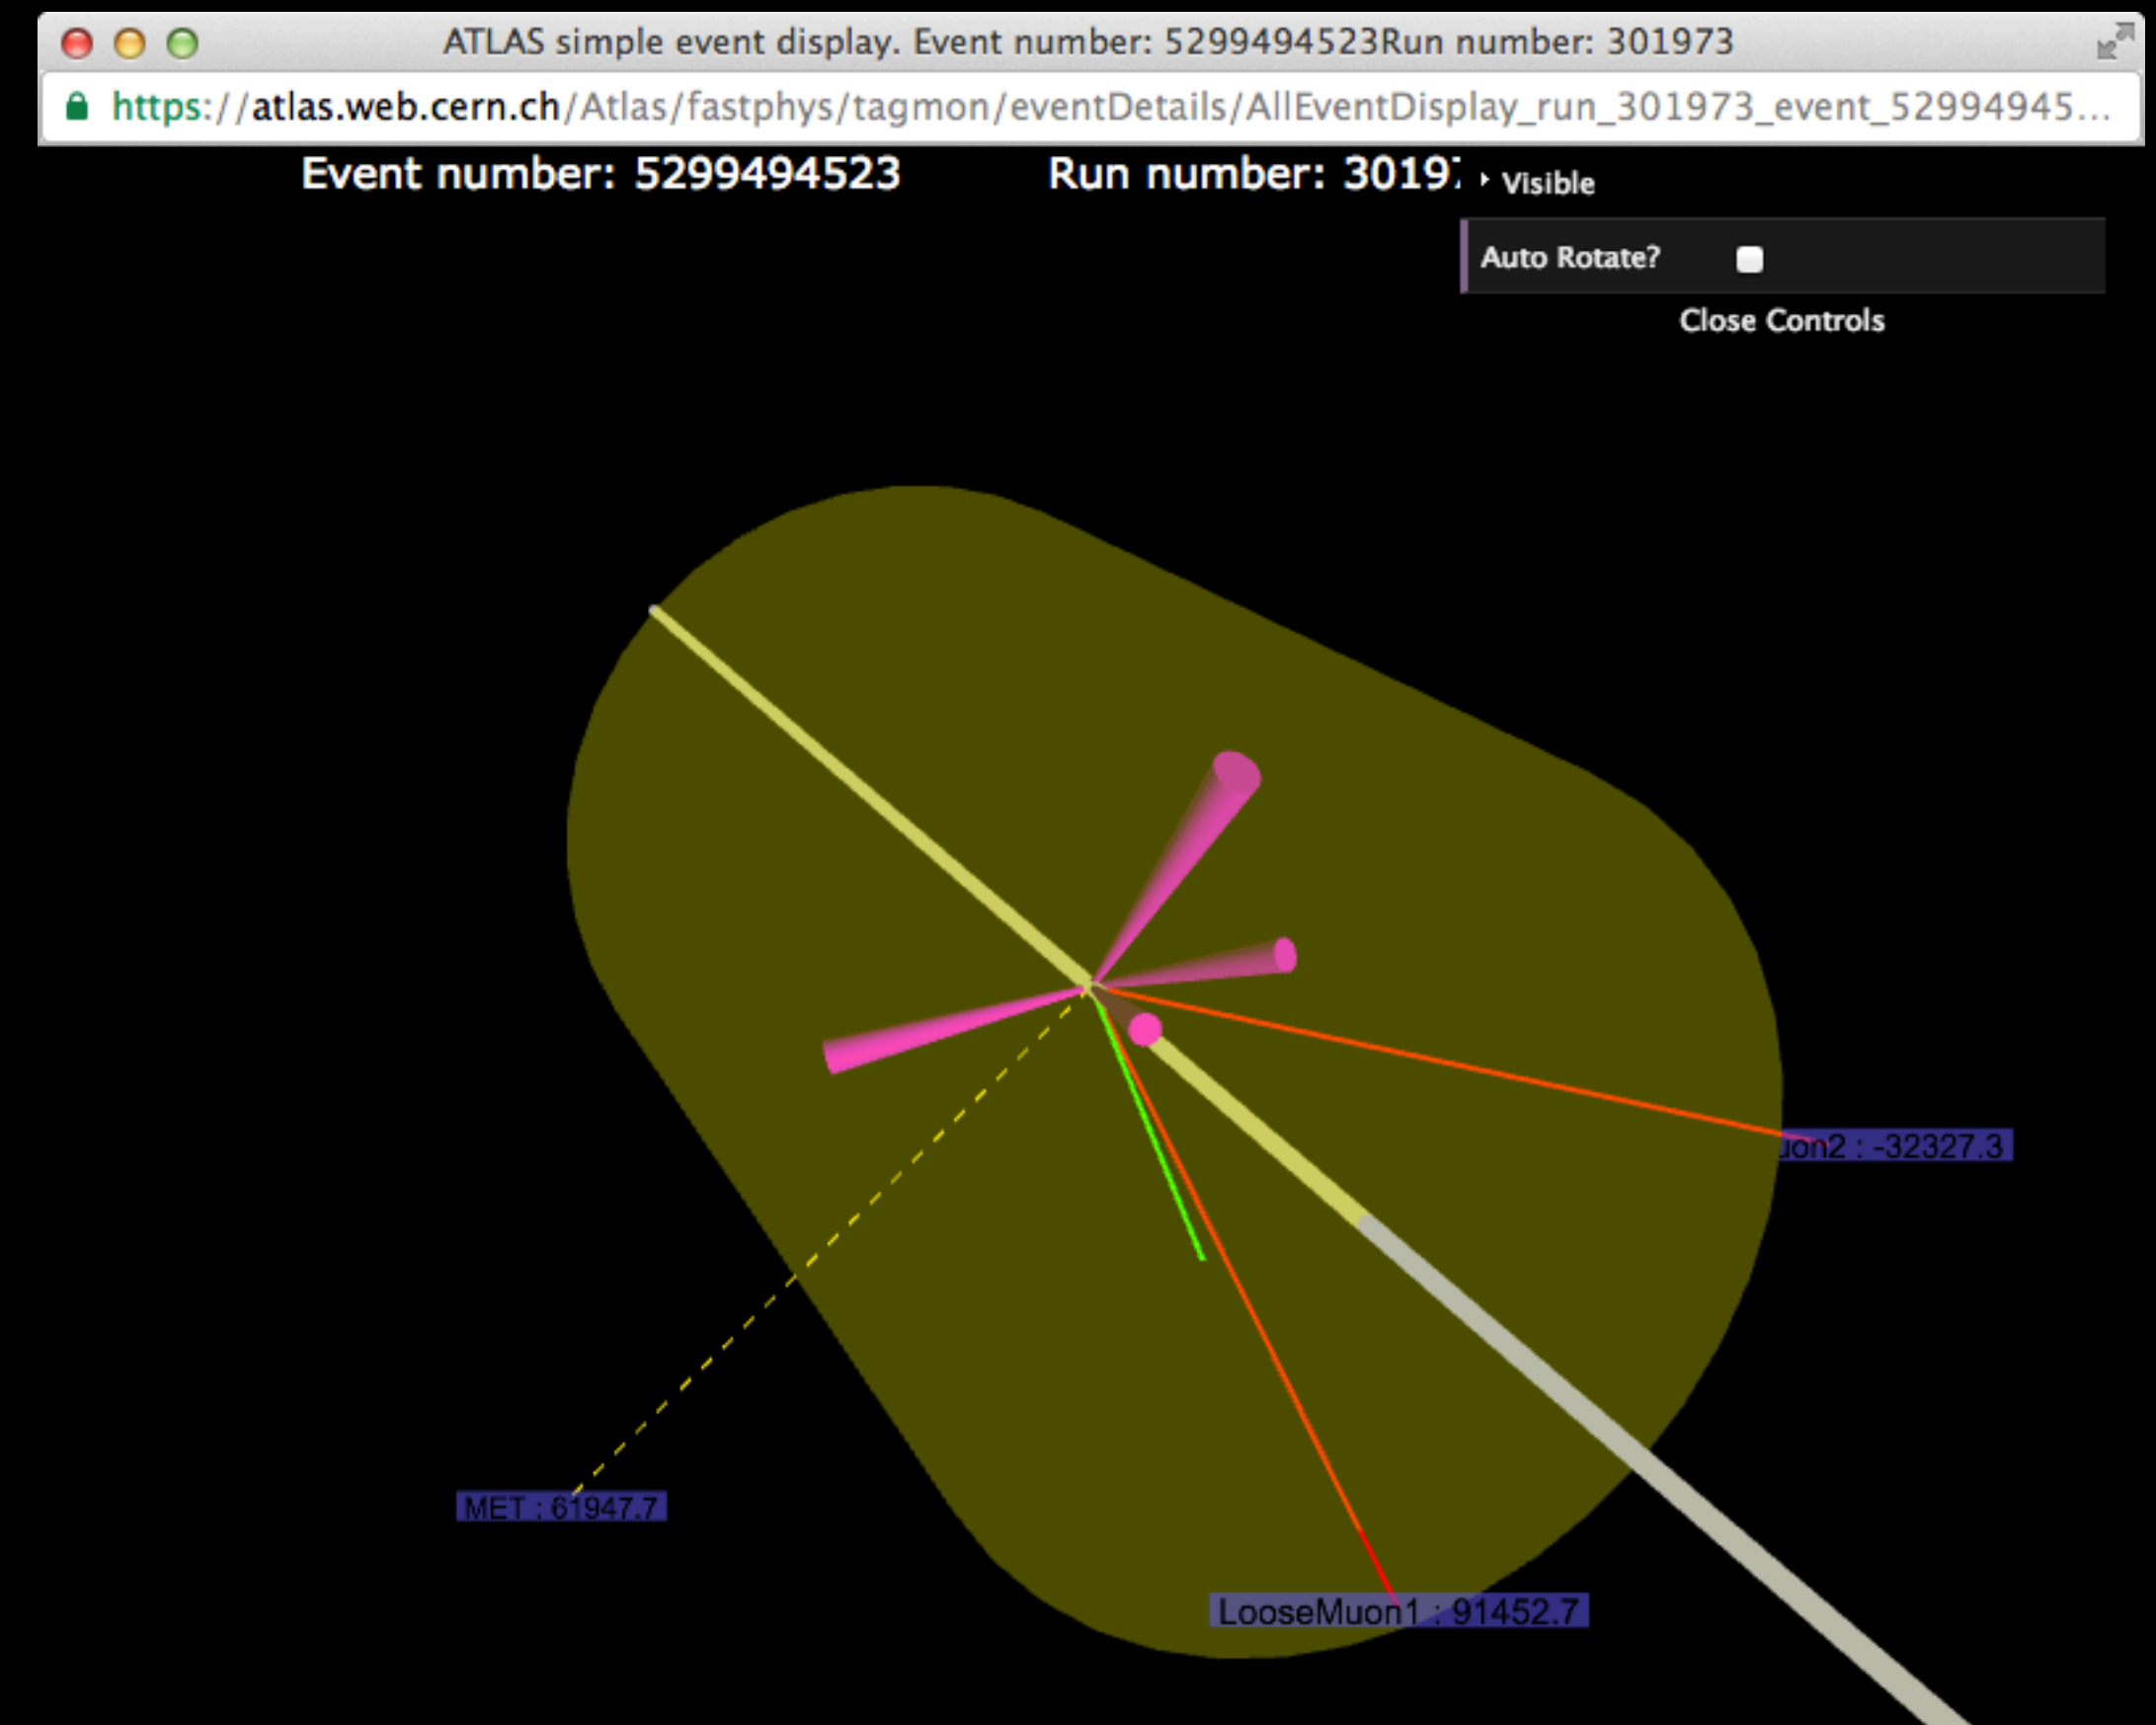 ATLAS simple event display. Event number: 5299494523Run number: 301973
https://atlas.web.cern.ch/Atlas/fastphys/tagmon/eventDetails/AllEventDisplay_run_301973_event_52994945...
Event number: 5299494523 Run number: 3019
Visible
Auto Rotate?
Close Controls
uon2 : -32327.3
MET : 61947.7
LooseMuon1 : 91452.7